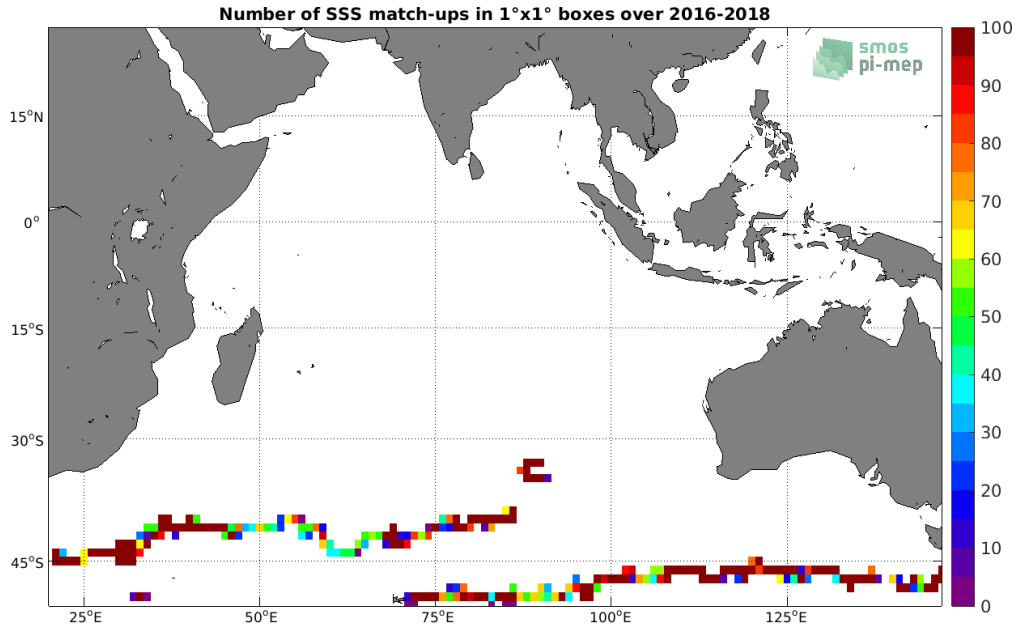 Number of SSS match-ups in 1°x1° boxes over 2016-2018
smos
pi-mep
15°N
0°
15°S
30°S
45°S
25°E
50°E
75°E
100°E
125°E
100
90
80
70
60
50
40
30
20
10
0